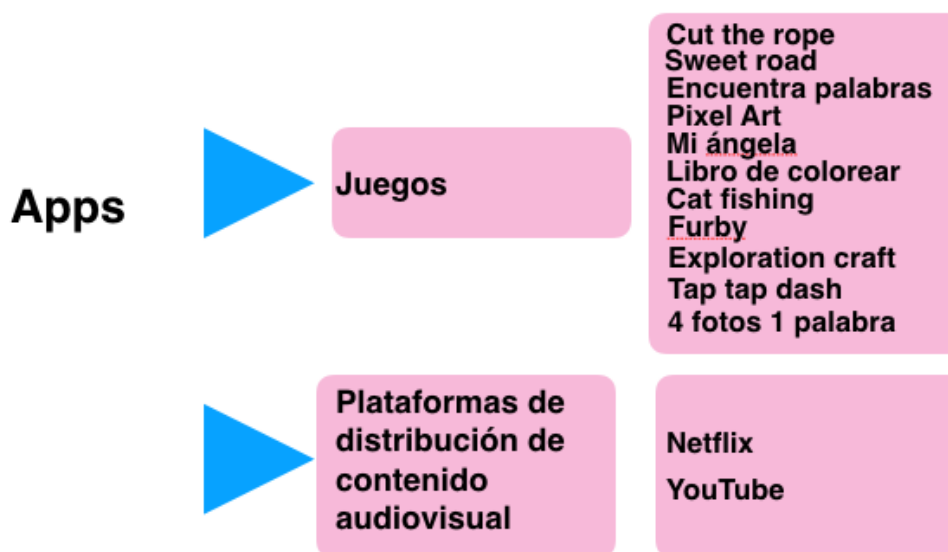 Apps
Juegos
Cut the rope
Sweet road
Encuentra palabras
Pixel Art
Mi ángela
Libro de colorear
Cat fishing
Furby
Exploration craft
Tap tap dash
4 fotos 1 palabra
Plataformas de
distribución de
contenido
audiovisual
Netflix
YouTube